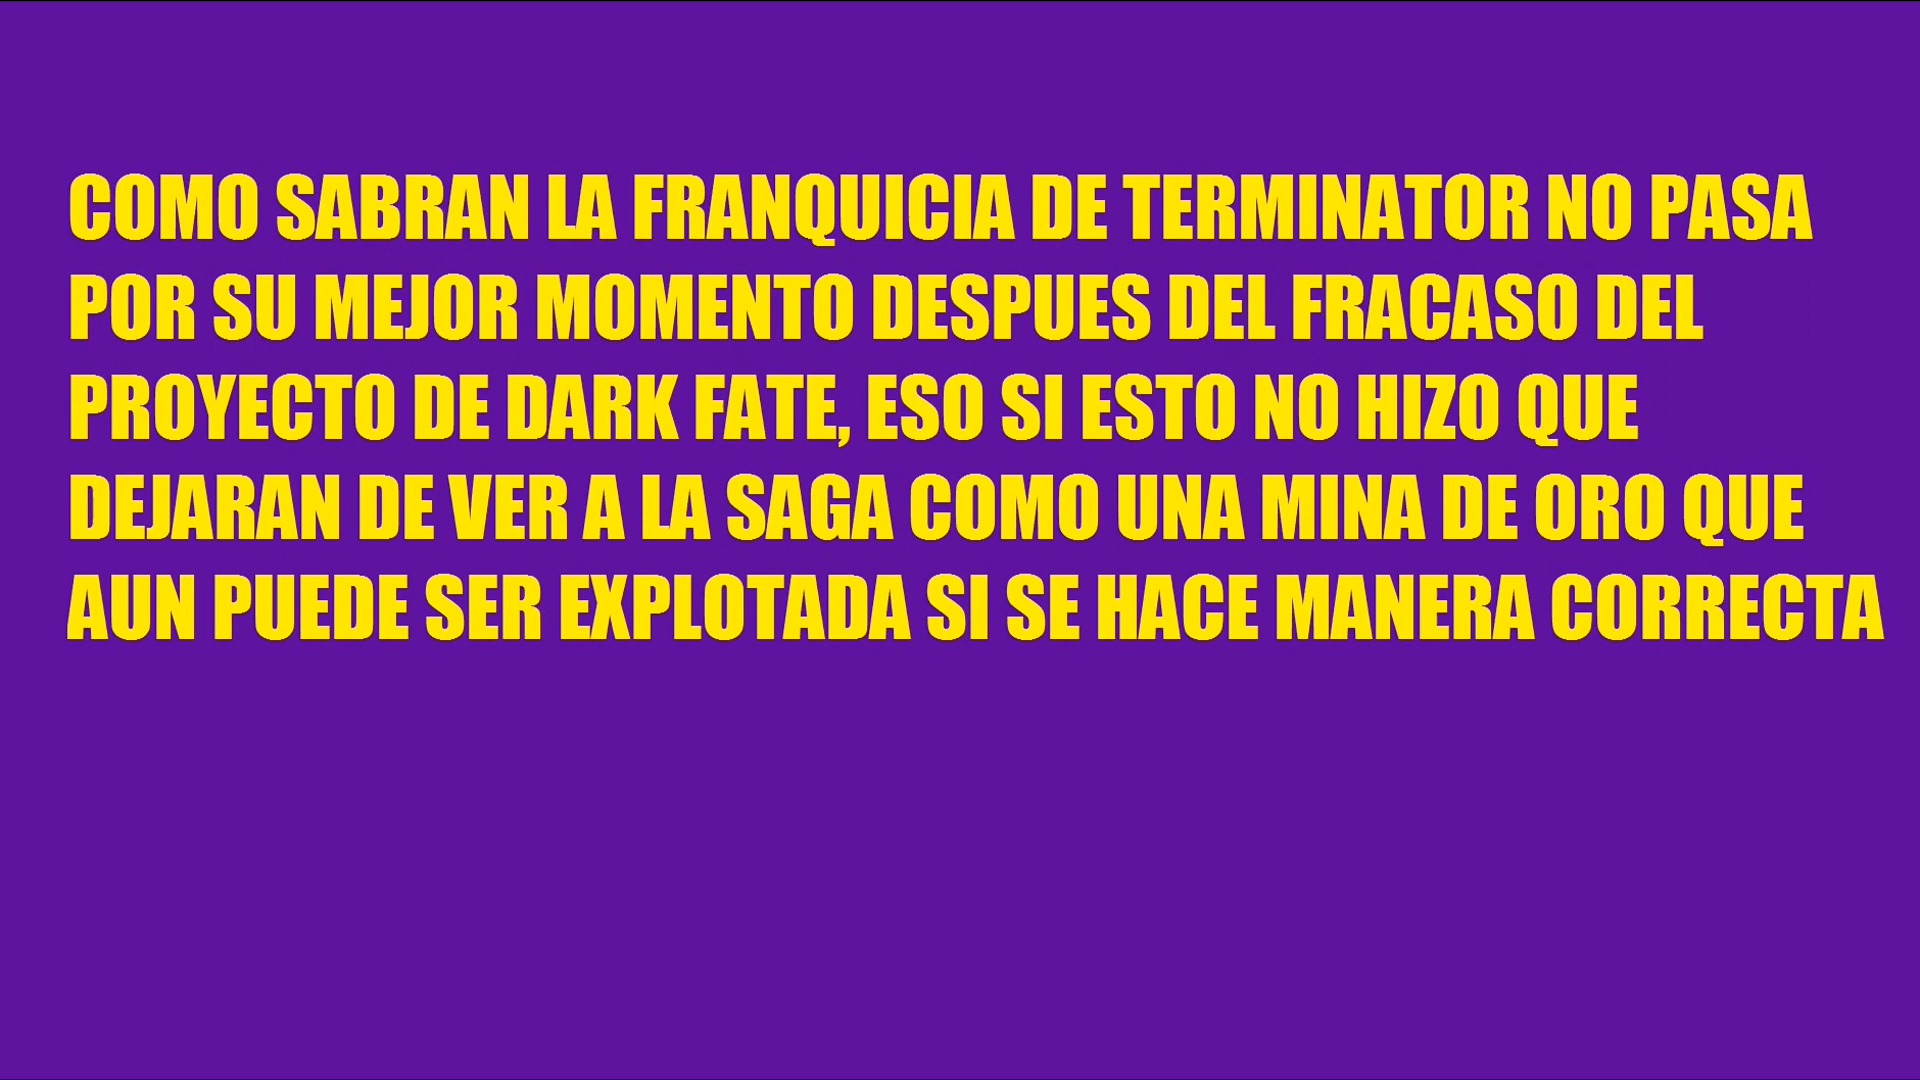 COMO SABRAN LA FRANQUICIA DE TERMINATOR NO PASA
POR SU MEJOR MOMENTO DESPUES DEL FRACASO DEL
PROYECTO DE DARK FATE, ESO SI ESTO NO HIZO QUE
DEJARAN DE VER A LA SAGA COMO UNA MINA DE ORO QUE
AUN PUEDE SER EXPLOTADA SI SE HACE MANERA CORRECTA